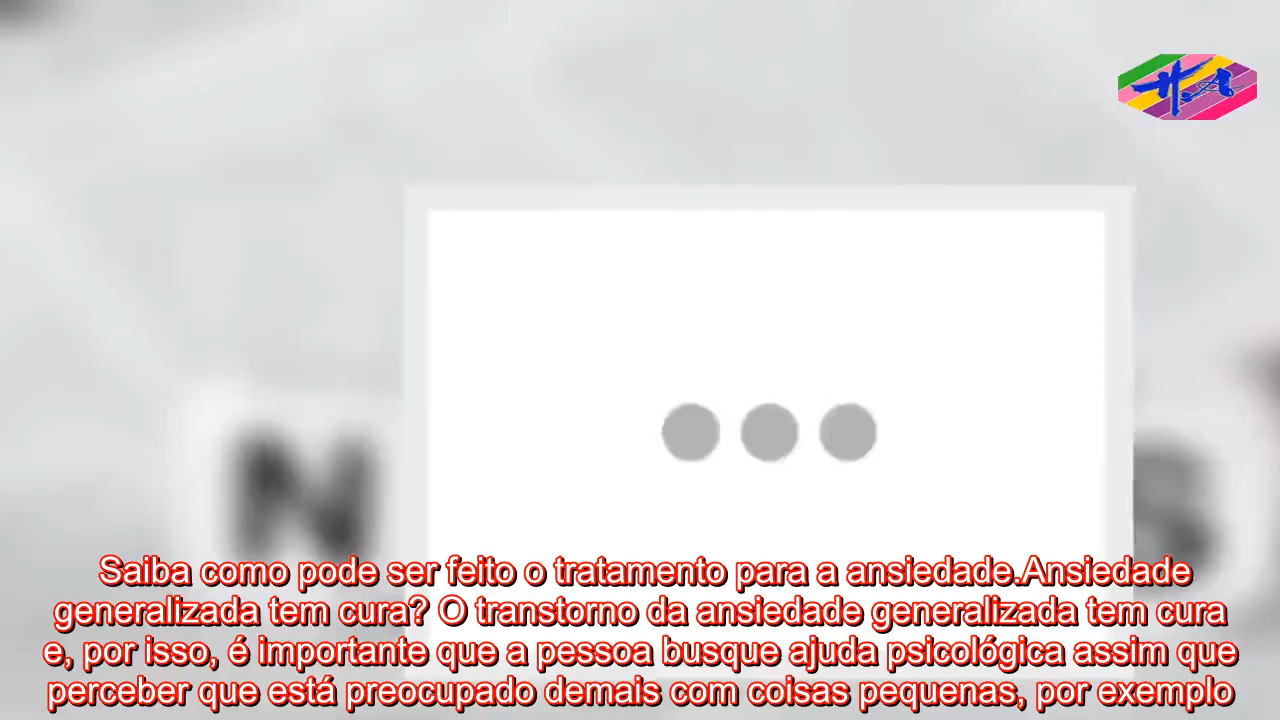 H.A
N
S
Saiba como pode ser feito o tratamento para a ansiedade.Ansiedade
generalizada tem cura? O transtorno da ansiedade generalizada tem cura
e, por isso, é importante que a pessoa busque ajuda psicológica assim que
perceber que está preocupado demais com coisas pequenas, por exemplo